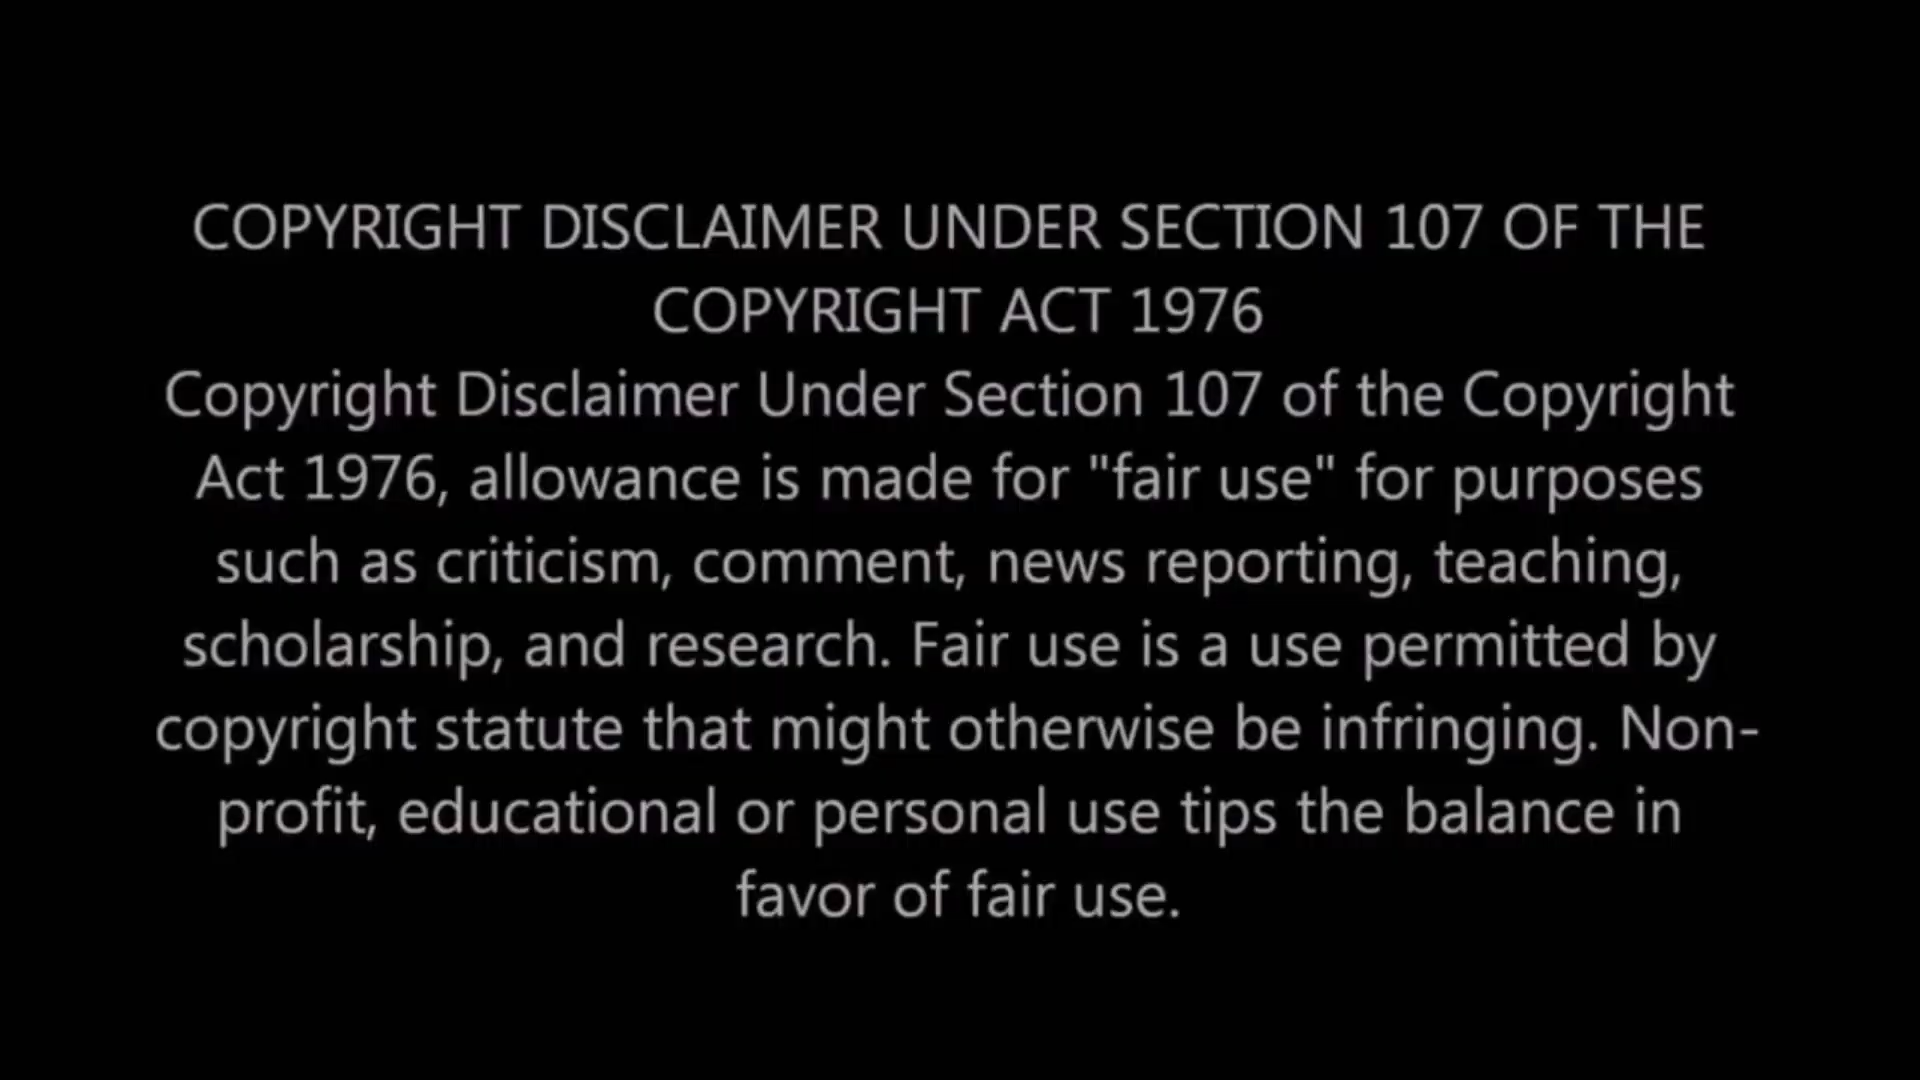 COPYRIGHT DISCLAIMER UNDER SECTION 107 OF THE
COPYRIGHT ACT 1976
Copyright Disclaimer Under Section 107 of the Copyright
Act 1976, allowance is made for "fair use" for purposes
such as criticism, comment, news reporting, teaching,
scholarship, and research. Fair use is a use permitted by
copyright statute that might otherwise be infringing. Non-
profit, educational or personal use tips the balance in
favor of fair use.